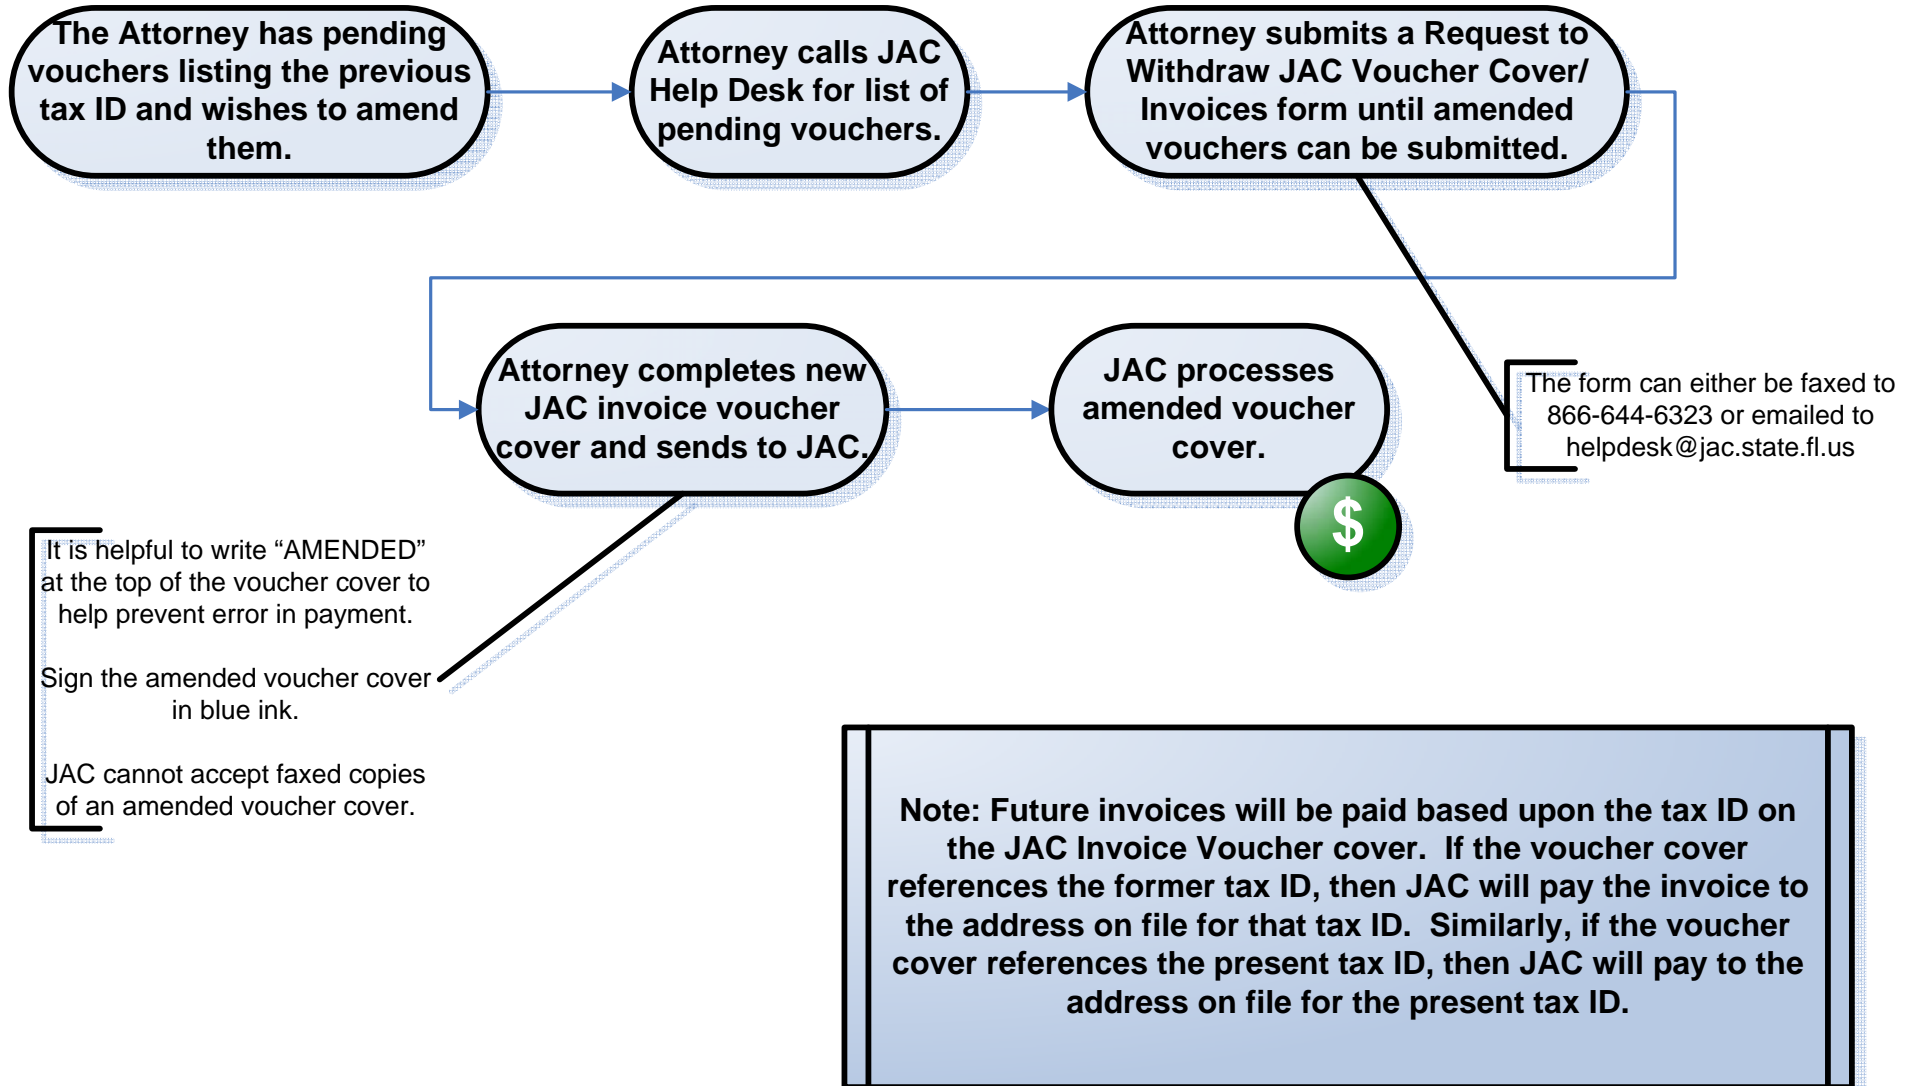 The Attorney has pending
vouchers listing the previous
tax ID and wishes to amend
them.
Attorney calls JAC
Help Desk for list of
pending vouchers.
Attorney submits a Request to
Withdraw JAC Voucher Cover/
Invoices form until amended
vouchers can be submitted.
The form can either be faxed to
866-644-6323 or emailed to
helpdesk@jac.state.fl.us
Attorney completes new
JAC invoice voucher
cover and sends to JAC.
JAC processes
amended voucher
cover.
$
It is helpful to write “AMENDED”
at the top of the voucher cover to
help prevent error in payment.
Sign the amended voucher cover
in blue ink.
JAC cannot accept faxed copies
of an amended voucher cover.
Note: Future invoices will be paid based upon the tax ID on
the JAC Invoice Voucher cover.  If the voucher cover
references the former tax ID, then JAC will pay the invoice to
the address on file for that tax ID.  Similarly, if the voucher
cover references the present tax ID, then JAC will pay to the
address on file for the present tax ID.